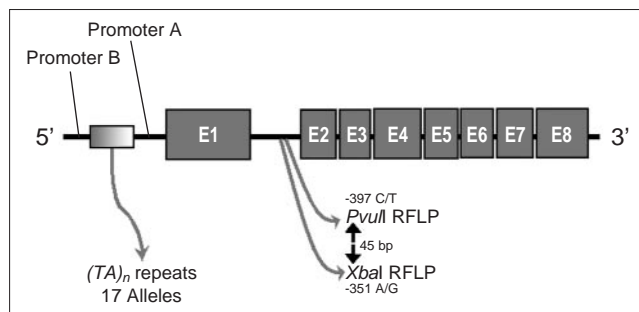 Promoter A
Promoter B
5’ E1 E2 E3 E4 E5 E6 E7 E8 3’
-397 C/T
PvuII RFLP
45 bp
XbaI RFLP
-351 A/G
(TA)n repeats
17 Alleles